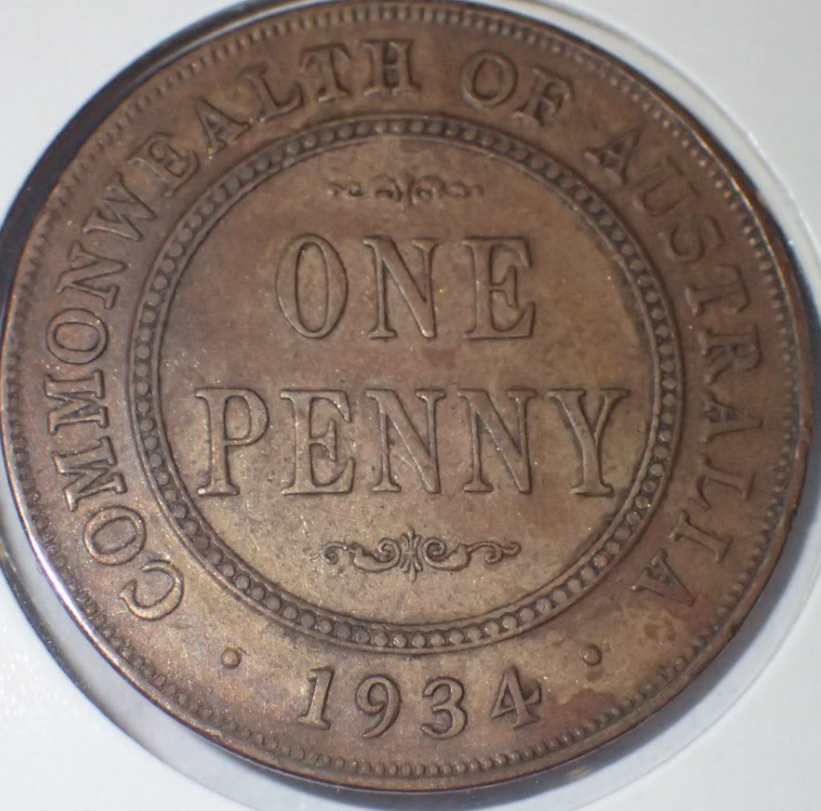 COMMONWEALTH OF AUSTRALIA
ONE
PENNY
· 1934 ·